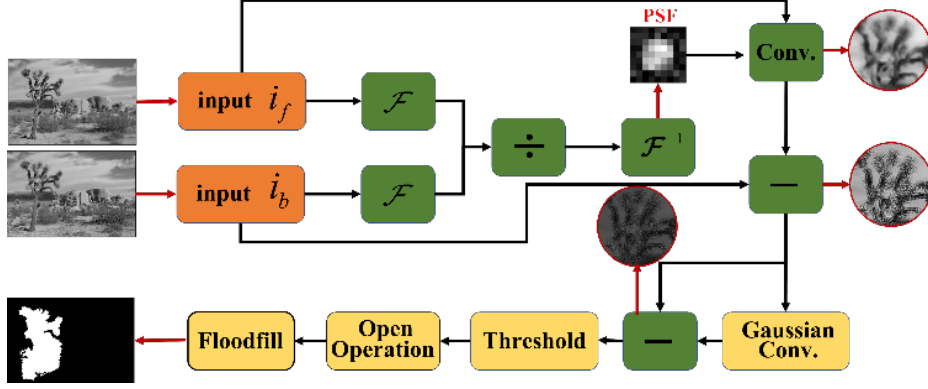 PSF
Conv.
input i_f
ℱ
÷
ℱ⁻¹
input i_b
ℱ
—
Floodfill
Open
Operation
Threshold
—
Gaussian
Conv.